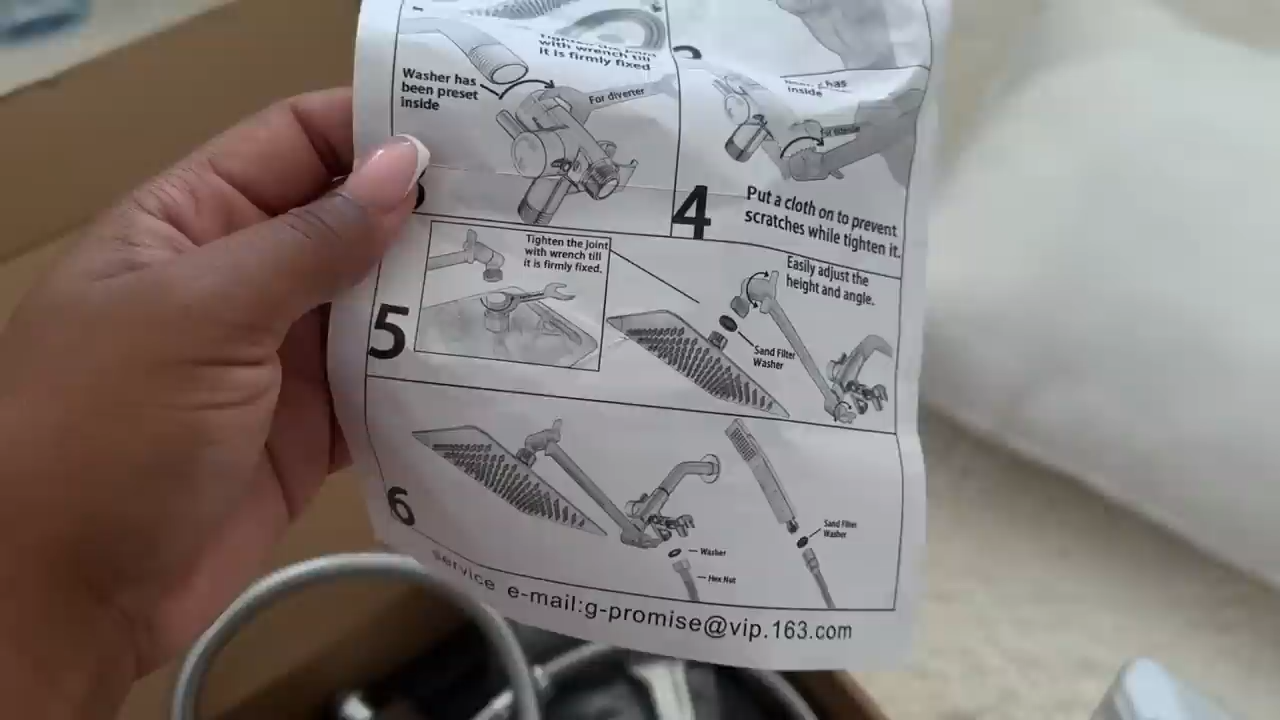 Tighten the joint
with wrench till
it is firmly fixed
Washer has
been preset
inside
For diverter
has
inside
4
Put a cloth on to prevent
scratches while tighten it.
5
Tighten the Joint
with wrench till
it is firmly fixed.
Easily adjust the
height and angle.
Sand Filter
Washer
6
Sand Filter
Washer
Washer
Hex Nut
service e-mail:g-promise@vip.163.com